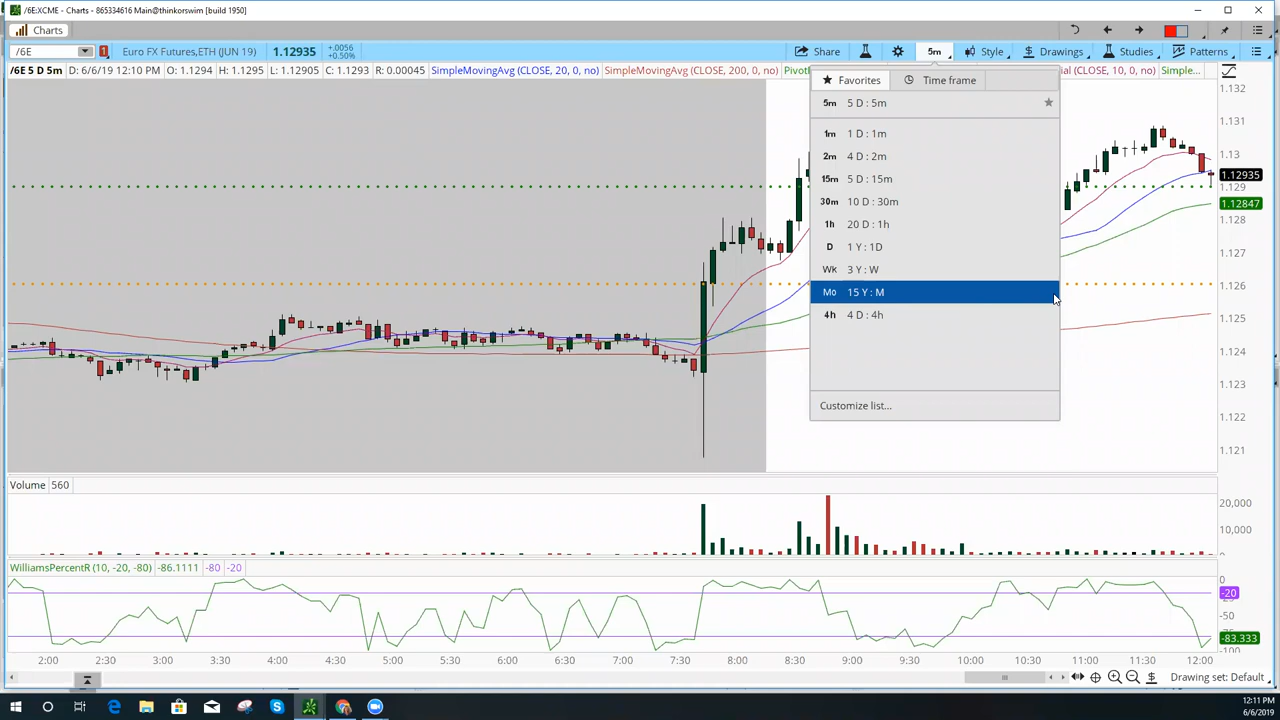 /6E:XCME - Charts - 865334616 Main@thinkorswim [build 1950]
Charts
/6E 1 Euro FX Futures,ETH (JUN 19) 1.12935 +.0056 +0.50% Share 5m Style Drawings Studies Patterns
/6E 5 D 5m D: 6/6/19 12:10 PM O: 1.1294 H: 1.1295 L: 1.12905 C: 1.1293 R: 0.00045 SimpleMovingAvg (CLOSE, 20, 0, no) SimpleMovingAvg (CLOSE, 200, 0, no) (CLOSE, 10, 0, no) Simple...
Favorites Time frame
5m 5 D : 5m
1m 1 D : 1m
2m 4 D : 2m
15m 5 D : 15m
30m 10 D : 30m
1h 20 D : 1h
D 1 Y : 1D
Wk 3 Y : W
Mo 15 Y : M
4h 4 D : 4h
Customize list...
1.132
1.131
1.13
1.12935
1.129
1.12847
1.128
1.127
1.126
1.125
1.124
1.123
1.122
1.121
Volume 560
20,000
10,000
WilliamsPercentR (10, -20, -80) -86.1111 -80 -20
0
-20
-50
-83.333
-100
2:00 2:30 3:00 3:30 4:00 4:30 5:00 5:30 6:00 6:30 7:00 7:30 8:00 8:30 9:00 9:30 10:00 10:30 11:00 11:30 12:00
Drawing set: Default
12:11 PM
6/6/2019